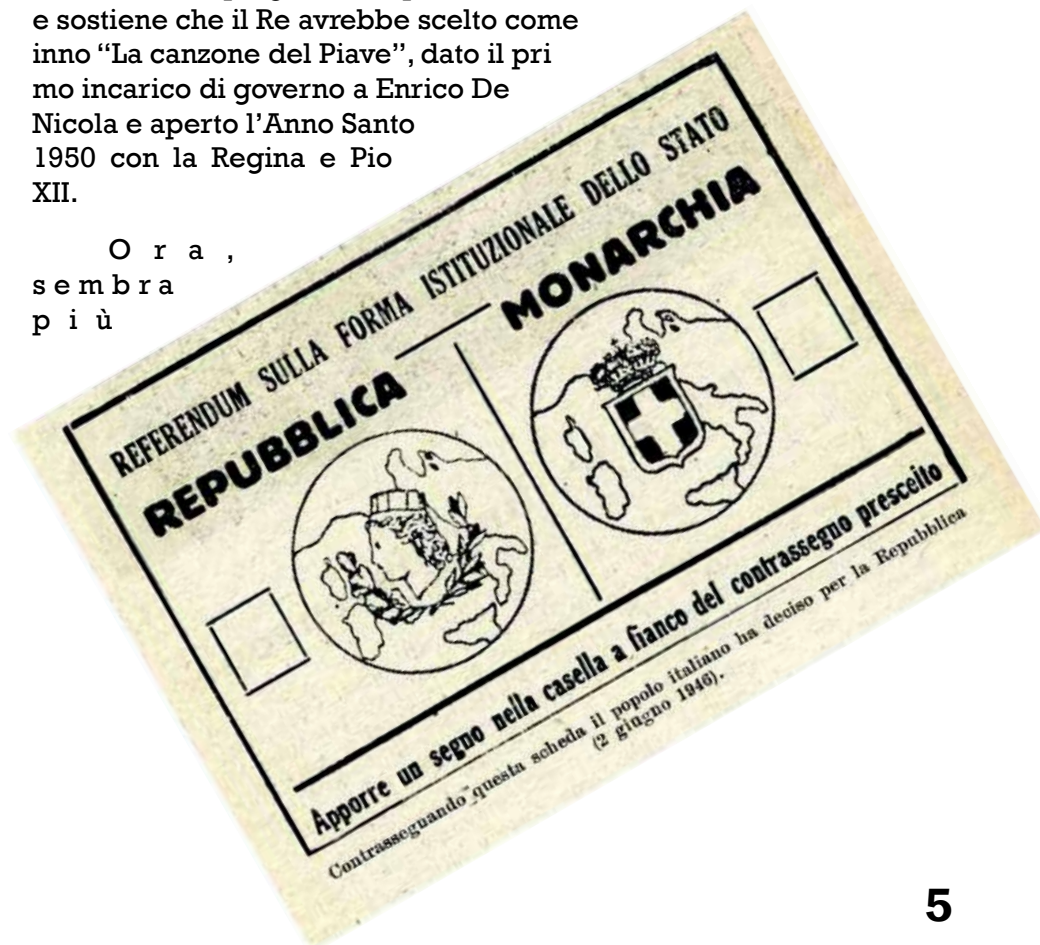 e sostiene che il Re avrebbe scelto come
inno “La canzone del Piave”, dato il pri
mo incarico di governo a Enrico De
Nicola e aperto l’Anno Santo
1950 con la Regina e Pio
XII.
Ora,
sembra
più
REFERENDUM SULLA FORMA ISTITUZIONALE DELLO STATO
REPUBBLICA
MONARCHIA
Apporre un segno nella casella a fianco del contrassegno prescelto
Contrassegnando questa scheda il popolo italiano ha deciso per la Repubblica
(2 giugno 1946).
5